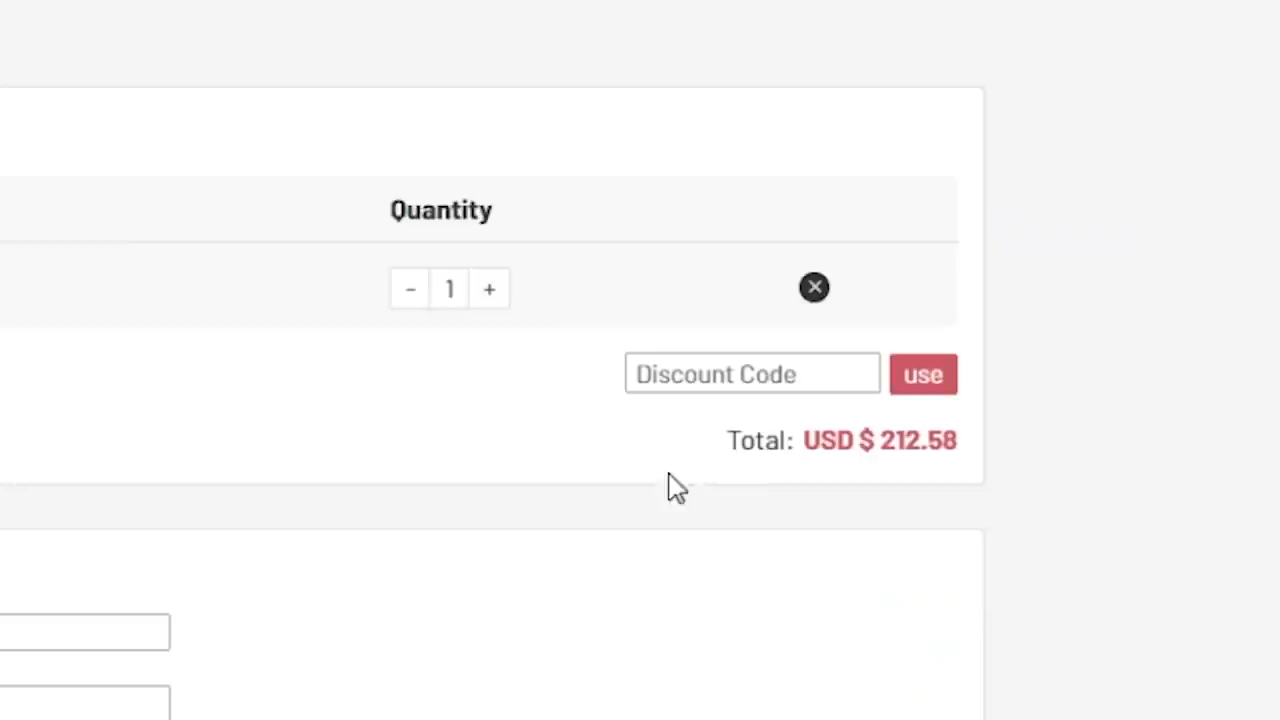 Quantity
- 1 +
Discount Code use
Total: USD $ 212.58